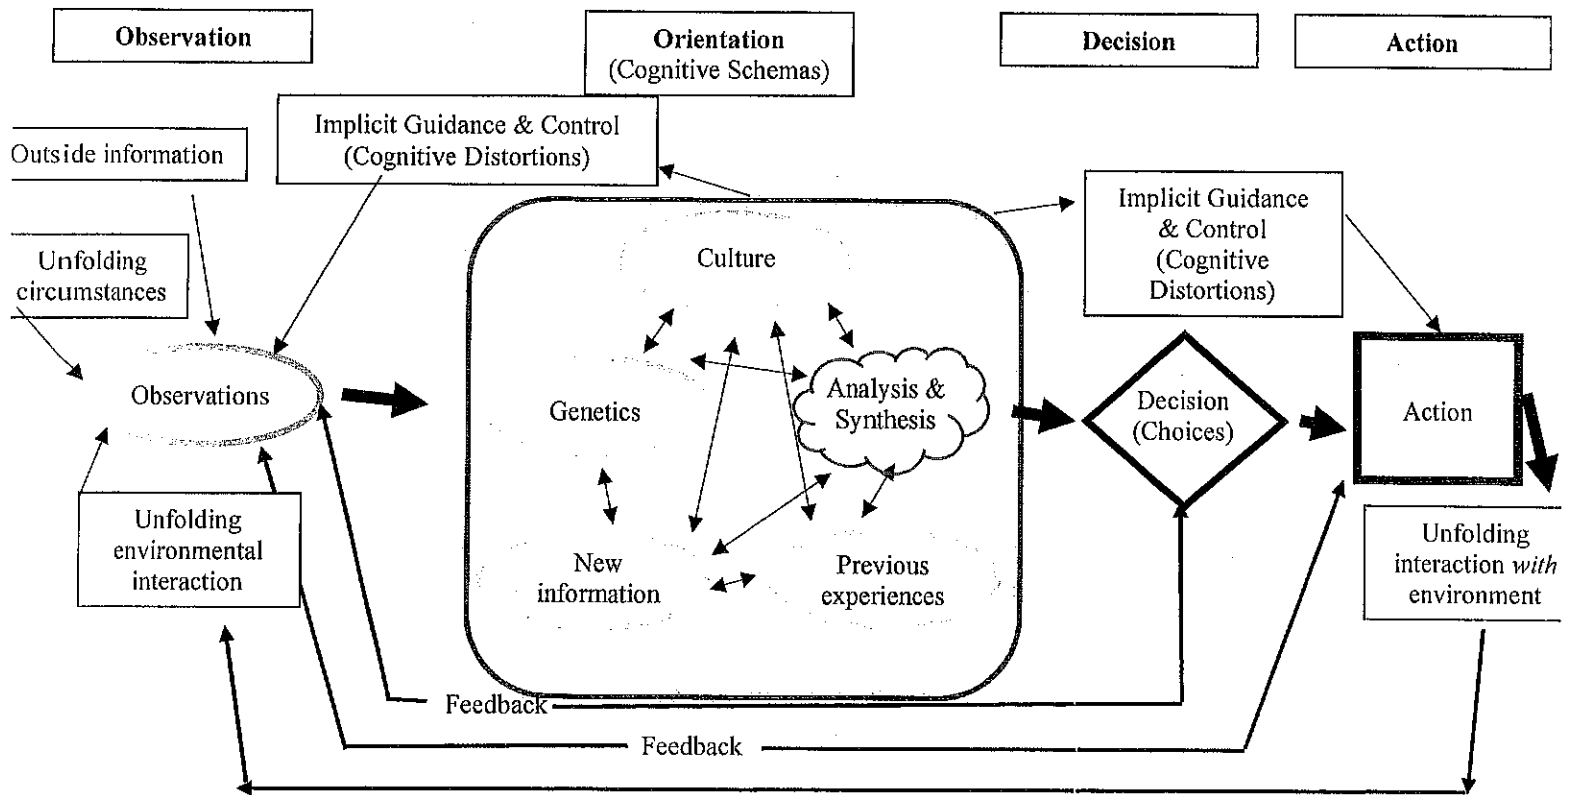 Observation
Orientation
(Cognitive Schemas)
Decision
Action
Implicit Guidance & Control
(Cognitive Distortions)
Outside information
Unfolding
circumstances
Implicit Guidance
& Control
(Cognitive
Distortions)
Culture
Observations
Genetics
Analysis &
Synthesis
Decision
(Choices)
Action
Unfolding
environmental
interaction
New
information
Previous
experiences
Unfolding
interaction with
environment
Feedback
Feedback